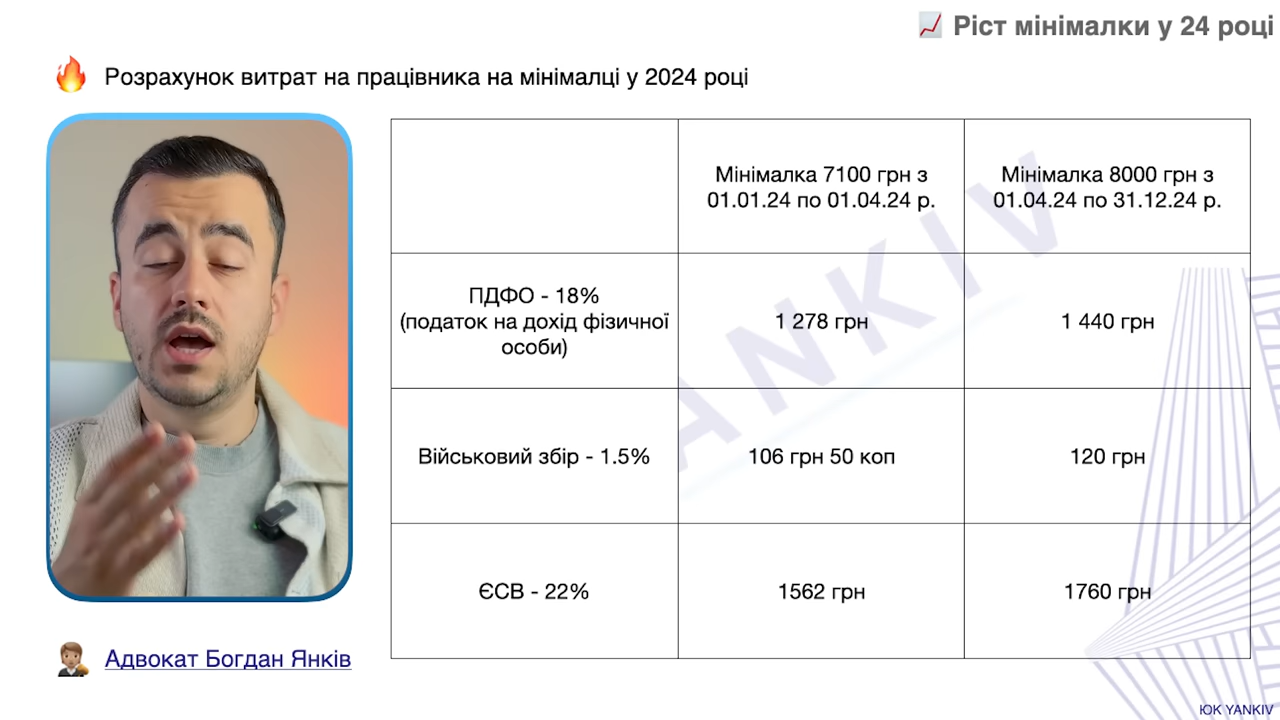 Ріст мінімалки у 24 році
Розрахунок витрат на працівника на мінімалці у 2024 році
Мінімалка 7100 грн з
01.01.24 по 01.04.24 р.
Мінімалка 8000 грн з
01.04.24 по 31.12.24 р.
ПДФО - 18%
(податок на дохід фізичної
особи)
1 278 грн
1 440 грн
Військовий збір - 1.5%
106 грн 50 коп
120 грн
ЄСВ - 22%
1562 грн
1760 грн
Адвокат Богдан Янків
ANKIV
ЮК YANKIV